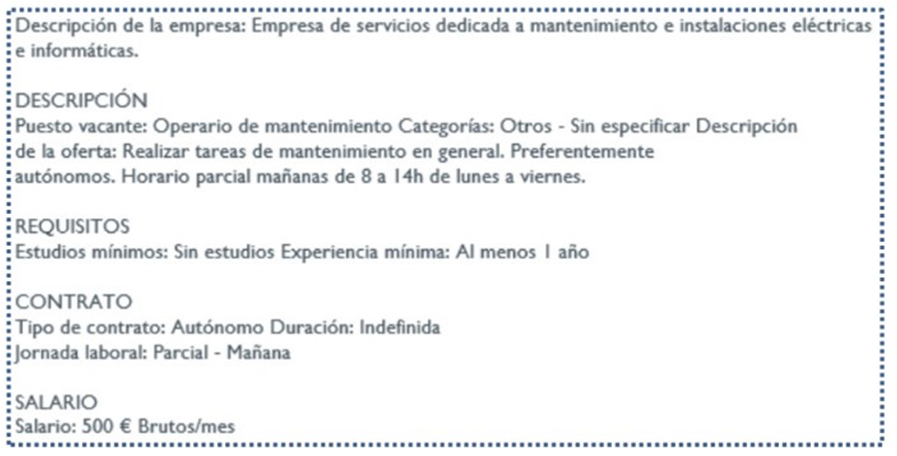 Descripción de la empresa: Empresa de servicios dedicada a mantenimiento e instalaciones eléctricas
e informáticas.
DESCRIPCIÓN
Puesto vacante: Operario de mantenimiento Categorías: Otros - Sin especificar Descripción
de la oferta: Realizar tareas de mantenimiento en general. Preferentemente
autónomos. Horario parcial mañanas de 8 a 14h de lunes a viernes.
REQUISITOS
Estudios mínimos: Sin estudios Experiencia mínima: Al menos 1 año
CONTRATO
Tipo de contrato: Autónomo Duración: Indefinida
Jornada laboral: Parcial - Mañana
SALARIO
Salario: 500 € Brutos/mes